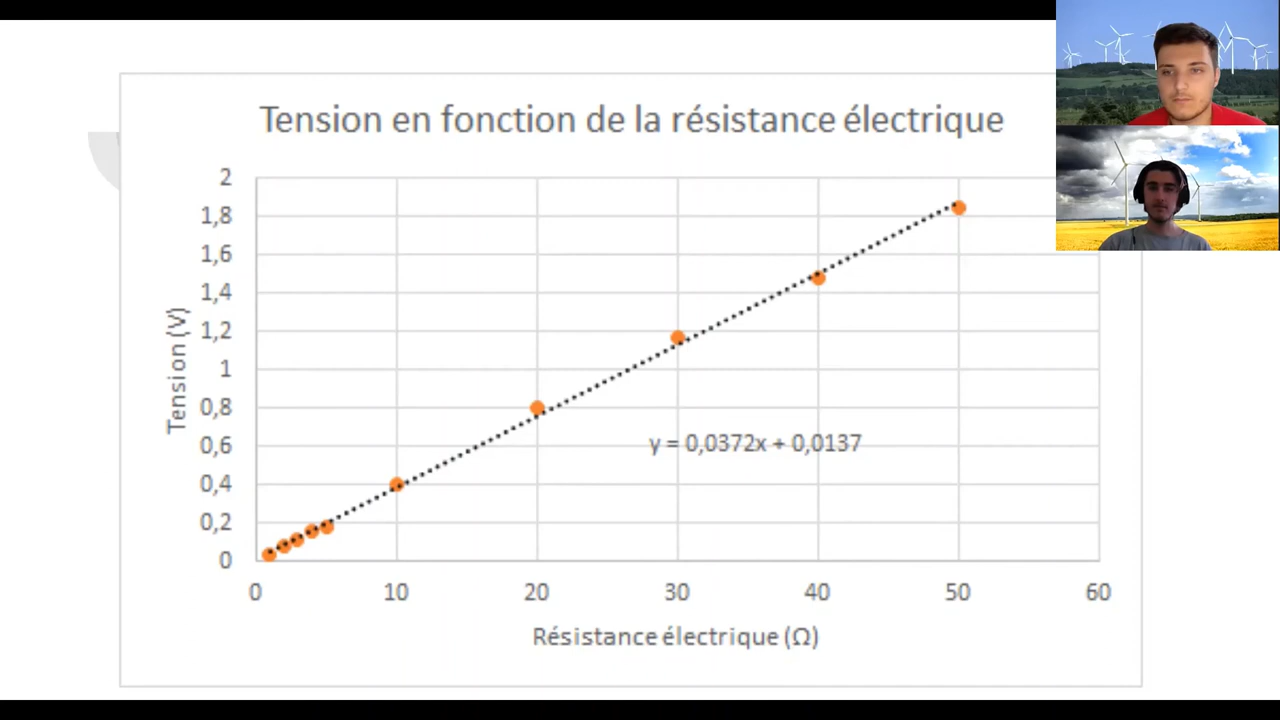 Tension en fonction de la résistance électrique
2
1,8
1,6
1,4
1,2
1
0,8
0,6
0,4
0,2
0
Tension (V)
y = 0,0372x + 0,0137
0 10 20 30 40 50 60
Résistance électrique (Ω)